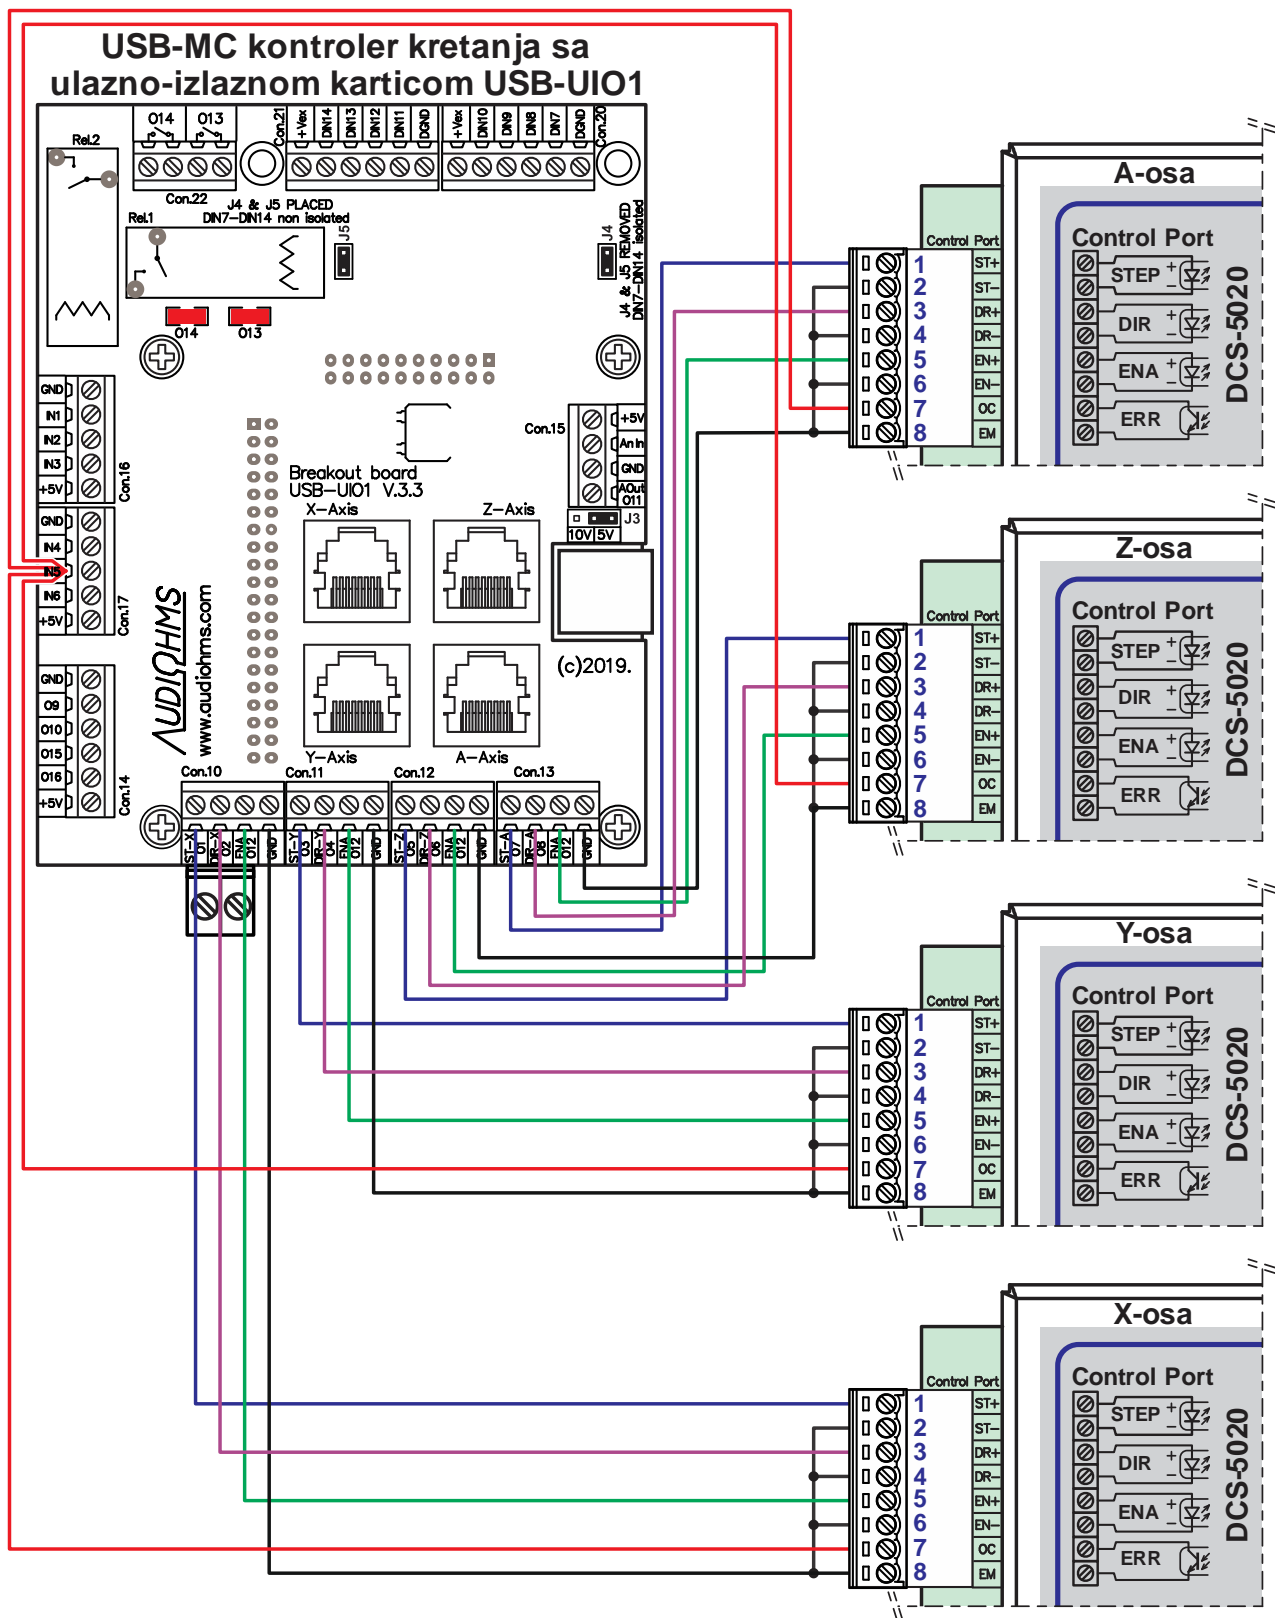 USB-MC kontroler kretanja sa
ulazno-izlaznom karticom USB-UIO1
Rel.2
O14
O13
Con.22
Con.21
+Vex
DIN14
DIN13
DIN12
DIN11
DGND
+Vex
DIN10
DIN9
DIN8
DIN7
DGND
Con.20
J4 & J5 PLACED
DIN7-DIN14 non isolated
Rel.1
J5
J4
J4 & J5 REMOVED
DIN7-DIN14 isolated
O14
O13
GND
IN1
IN2
IN3
+5V
Con.16
GND
IN4
IN5
IN6
+5V
Con.17
GND
O9
O10
O15
O16
+5V
Con.14
Con.15
+5V
An In
GND
AOut
O11
J3
10V
5V
Breakout board
USB-UIO1 V.3.3
X-Axis
Z-Axis
Y-Axis
A-Axis
AUDIOHMS
www.audiohms.com
(c)2019.
Con.10
Con.11
Con.12
Con.13
ST-X
O1
DR-X
O2
ENA
O12
GND
ST-Y
O3
DR-Y
O4
ENA
O12
GND
ST-Z
O5
DR-Z
O6
ENA
O12
GND
ST-A
O7
DR-A
O8
ENA
O12
GND
A-osa
Control Port
1 ST+
2 ST-
3 DR+
4 DR-
5 EN+
6 EN-
7 OC
8 EM
Control Port
STEP + -
DIR + -
ENA + -
ERR
DCS-5020
Z-osa
Control Port
1 ST+
2 ST-
3 DR+
4 DR-
5 EN+
6 EN-
7 OC
8 EM
Control Port
STEP + -
DIR + -
ENA + -
ERR
DCS-5020
Y-osa
Control Port
1 ST+
2 ST-
3 DR+
4 DR-
5 EN+
6 EN-
7 OC
8 EM
Control Port
STEP + -
DIR + -
ENA + -
ERR
DCS-5020
X-osa
Control Port
1 ST+
2 ST-
3 DR+
4 DR-
5 EN+
6 EN-
7 OC
8 EM
Control Port
STEP + -
DIR + -
ENA + -
ERR
DCS-5020